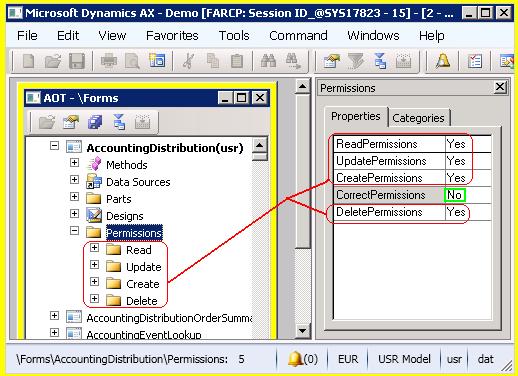 Microsoft Dynamics AX - Demo [FARCP: Session ID_@SYS17823 - 15] - [2 - ...
File Edit View Favorites Tools Command Windows Help
AOT - \Forms
AccountingDistribution(usr)
Methods
Data Sources
Parts
Designs
Permissions
Read
Update
Create
Delete
AccountingDistributionOrderSumma
AccountingEventLookup
Permissions
Properties Categories
ReadPermissions Yes
UpdatePermissions Yes
CreatePermissions Yes
CorrectPermissions No
DeletePermissions Yes
\Forms\AccountingDistribution\Permissions: 5 (0) EUR USR Model usr dat